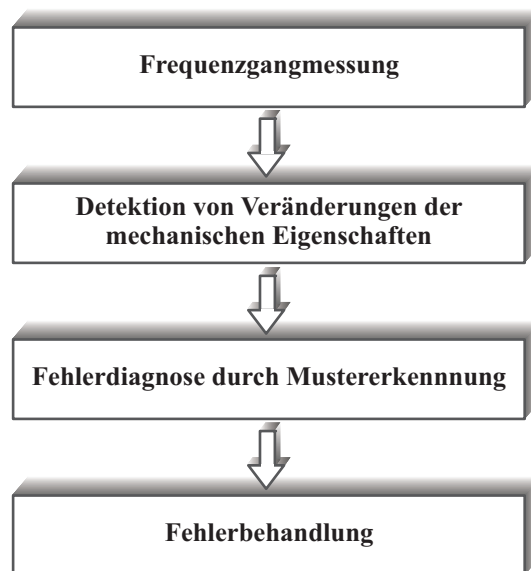 Frequenzgangmessung
Detektion von Veränderungen der
mechanischen Eigenschaften
Fehlerdiagnose durch Mustererkennnung
Fehlerbehandlung